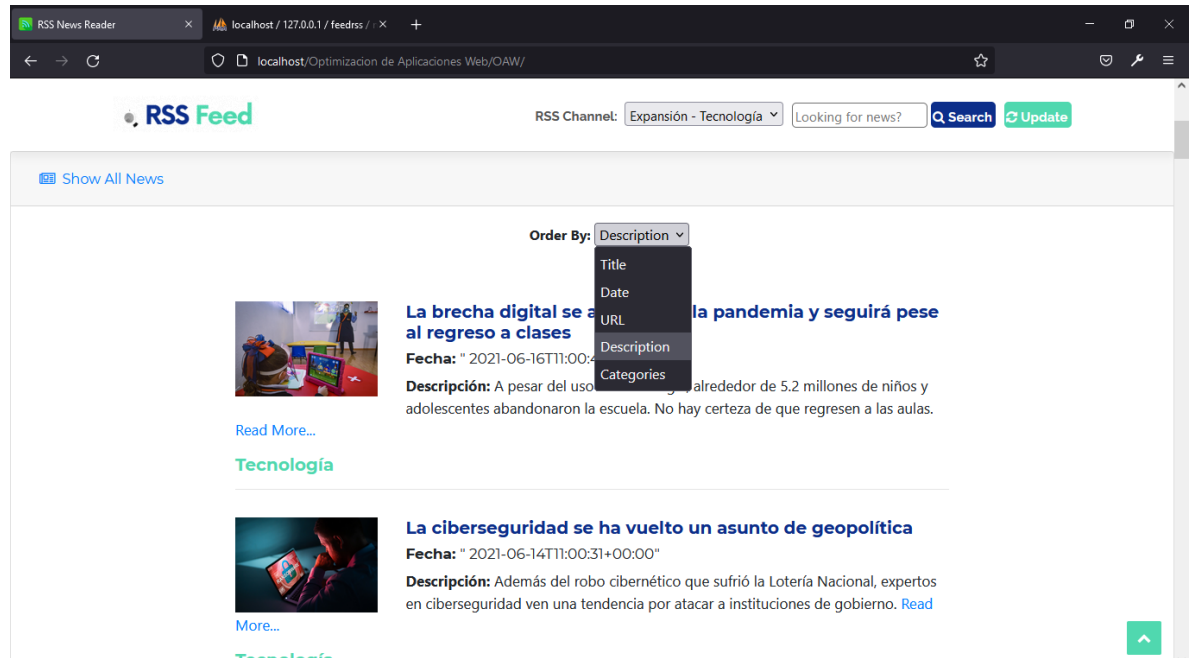 RSS News Reader
localhost / 127.0.0.1 / feedrss /
localhost/Optimizacion de Aplicaciones Web/OAW/
RSS Feed
RSS Channel: Expansión - Tecnología Looking for news? Search Update
Show All News
Order By: Description
Title
Date
URL
Description
Categories
La brecha digital se a la pandemia y seguirá pese
al regreso a clases
Fecha: " 2021-06-16T11:00:4
Descripción: A pesar del uso alrededor de 5.2 millones de niños y
adolescentes abandonaron la escuela. No hay certeza de que regresen a las aulas.
Read More...
Tecnología
La ciberseguridad se ha vuelto un asunto de geopolítica
Fecha: " 2021-06-14T11:00:31+00:00"
Descripción: Además del robo cibernético que sufrió la Lotería Nacional, expertos
en ciberseguridad ven una tendencia por atacar a instituciones de gobierno. Read
More...
Tecnología